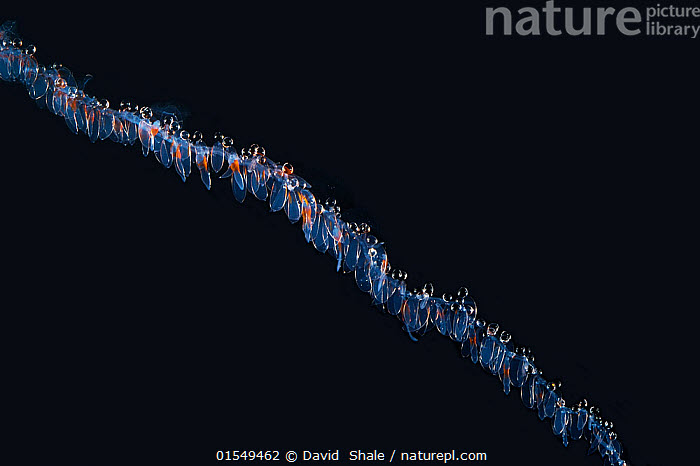 nature picture library
01549462 © David Shale / naturepl.com